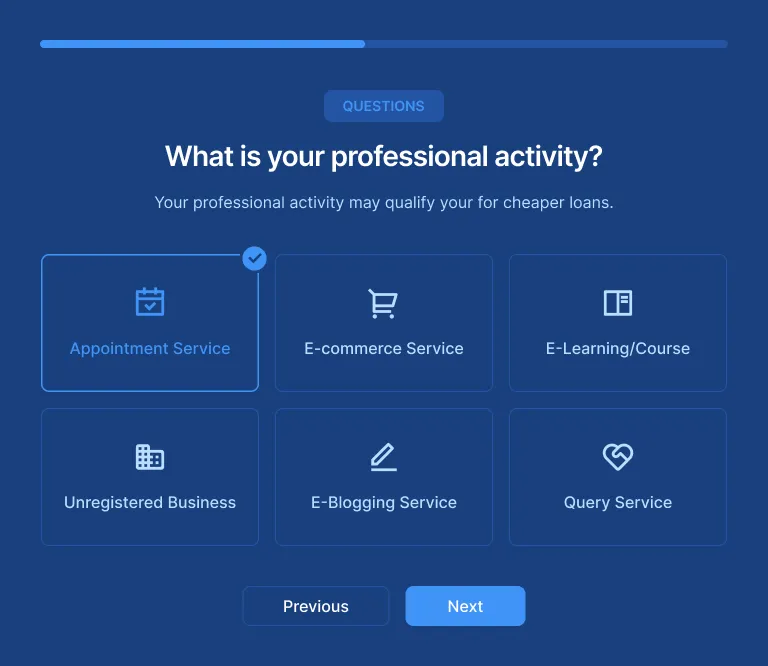 QUESTIONS
What is your professional activity?
Your professional activity may qualify your for cheaper loans.
Appointment Service
E-commerce Service
E-Learning/Course
Unregistered Business
E-Blogging Service
Query Service
Previous
Next